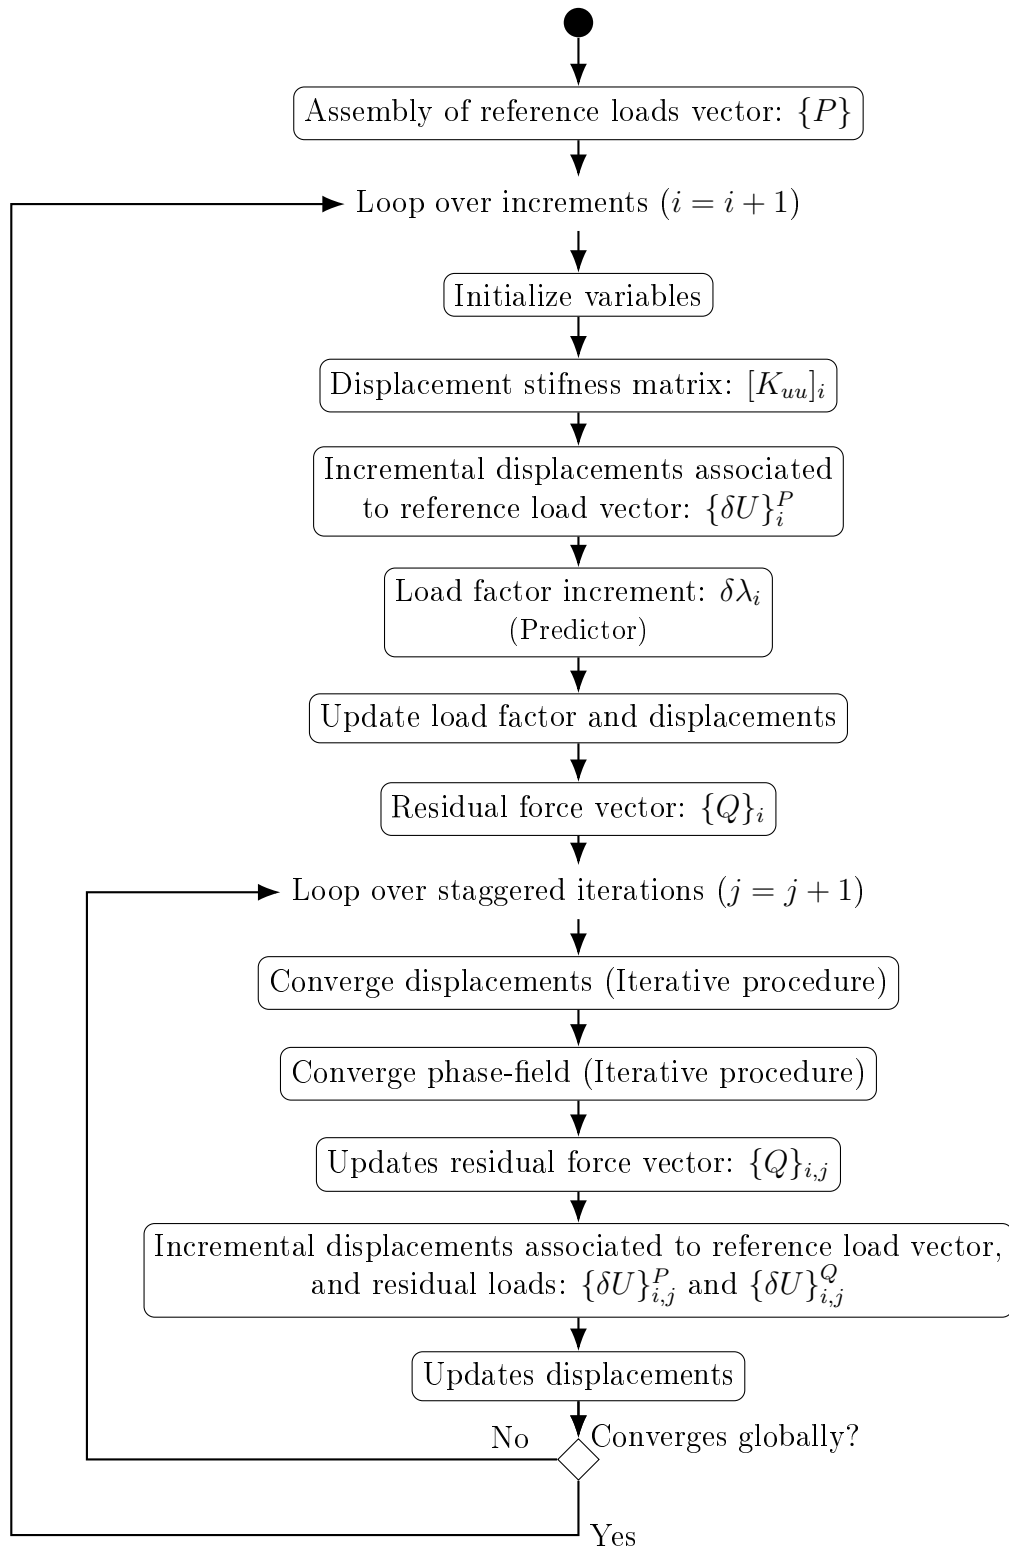 Assembly of reference loads vector: {P}
Loop over increments (i = i + 1)
Initialize variables
Displacement stifness matrix: [K_{uu}]_i
Incremental displacements associated
to reference load vector: {δU}_i^P
Load factor increment: δλ_i
(Predictor)
Update load factor and displacements
Residual force vector: {Q}_i
Loop over staggered iterations (j = j + 1)
Converge displacements (Iterative procedure)
Converge phase-field (Iterative procedure)
Updates residual force vector: {Q}_{i,j}
Incremental displacements associated to reference load vector,
and residual loads: {δU}_{i,j}^P and {δU}_{i,j}^Q
Updates displacements
No
Converges globally?
Yes